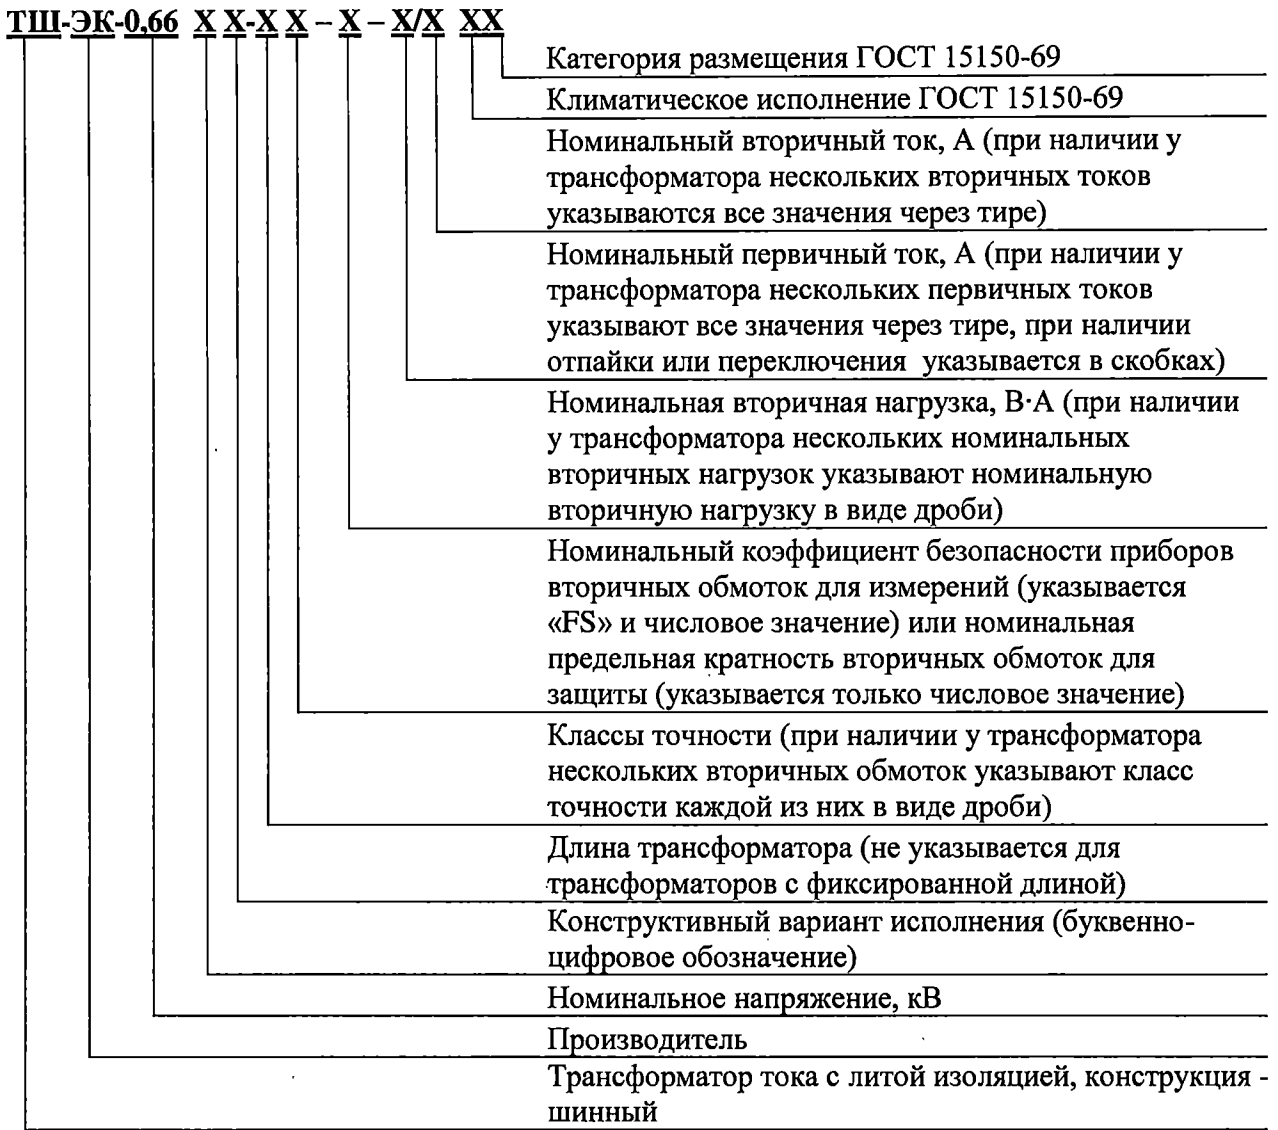 ТШ-ЭК-0,66 Х Х-Х Х – Х – Х/Х ХХ
Категория размещения ГОСТ 15150-69
Климатическое исполнение ГОСТ 15150-69
Номинальный вторичный ток, А (при наличии у
трансформатора нескольких вторичных токов
указываются все значения через тире)
Номинальный первичный ток, А (при наличии у
трансформатора нескольких первичных токов
указывают все значения через тире, при наличии
отпайки или переключения указывается в скобках)
Номинальная вторичная нагрузка, В·А (при наличии
у трансформатора нескольких номинальных
вторичных нагрузок указывают номинальную
вторичную нагрузку в виде дроби)
Номинальный коэффициент безопасности приборов
вторичных обмоток для измерений (указывается
«FS» и числовое значение) или номинальная
предельная кратность вторичных обмоток для
защиты (указывается только числовое значение)
Классы точности (при наличии у трансформатора
нескольких вторичных обмоток указывают класс
точности каждой из них в виде дроби)
Длина трансформатора (не указывается для
трансформаторов с фиксированной длиной)
Конструктивный вариант исполнения (буквенно-
цифровое обозначение)
Номинальное напряжение, кВ
Производитель
Трансформатор тока с литой изоляцией, конструкция -
шинный